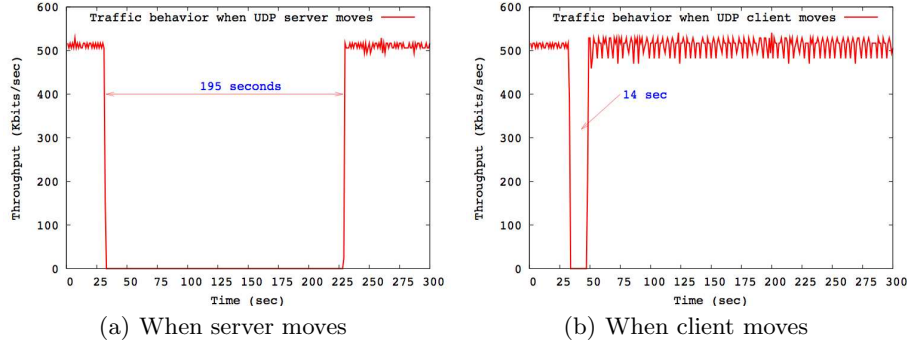 Traffic behavior when UDP server moves
600
500
400
300
200
100
0
195 seconds
0 25 50 75 100 125 150 175 200 225 250 275 300
Throughput (Kbits/sec)
Time (sec)
(a) When server moves
Traffic behavior when UDP client moves
600
500
400
300
200
100
0
14 sec
0 25 50 75 100 125 150 175 200 225 250 275 300
Throughput (Kbits/sec)
Time (sec)
(b) When client moves